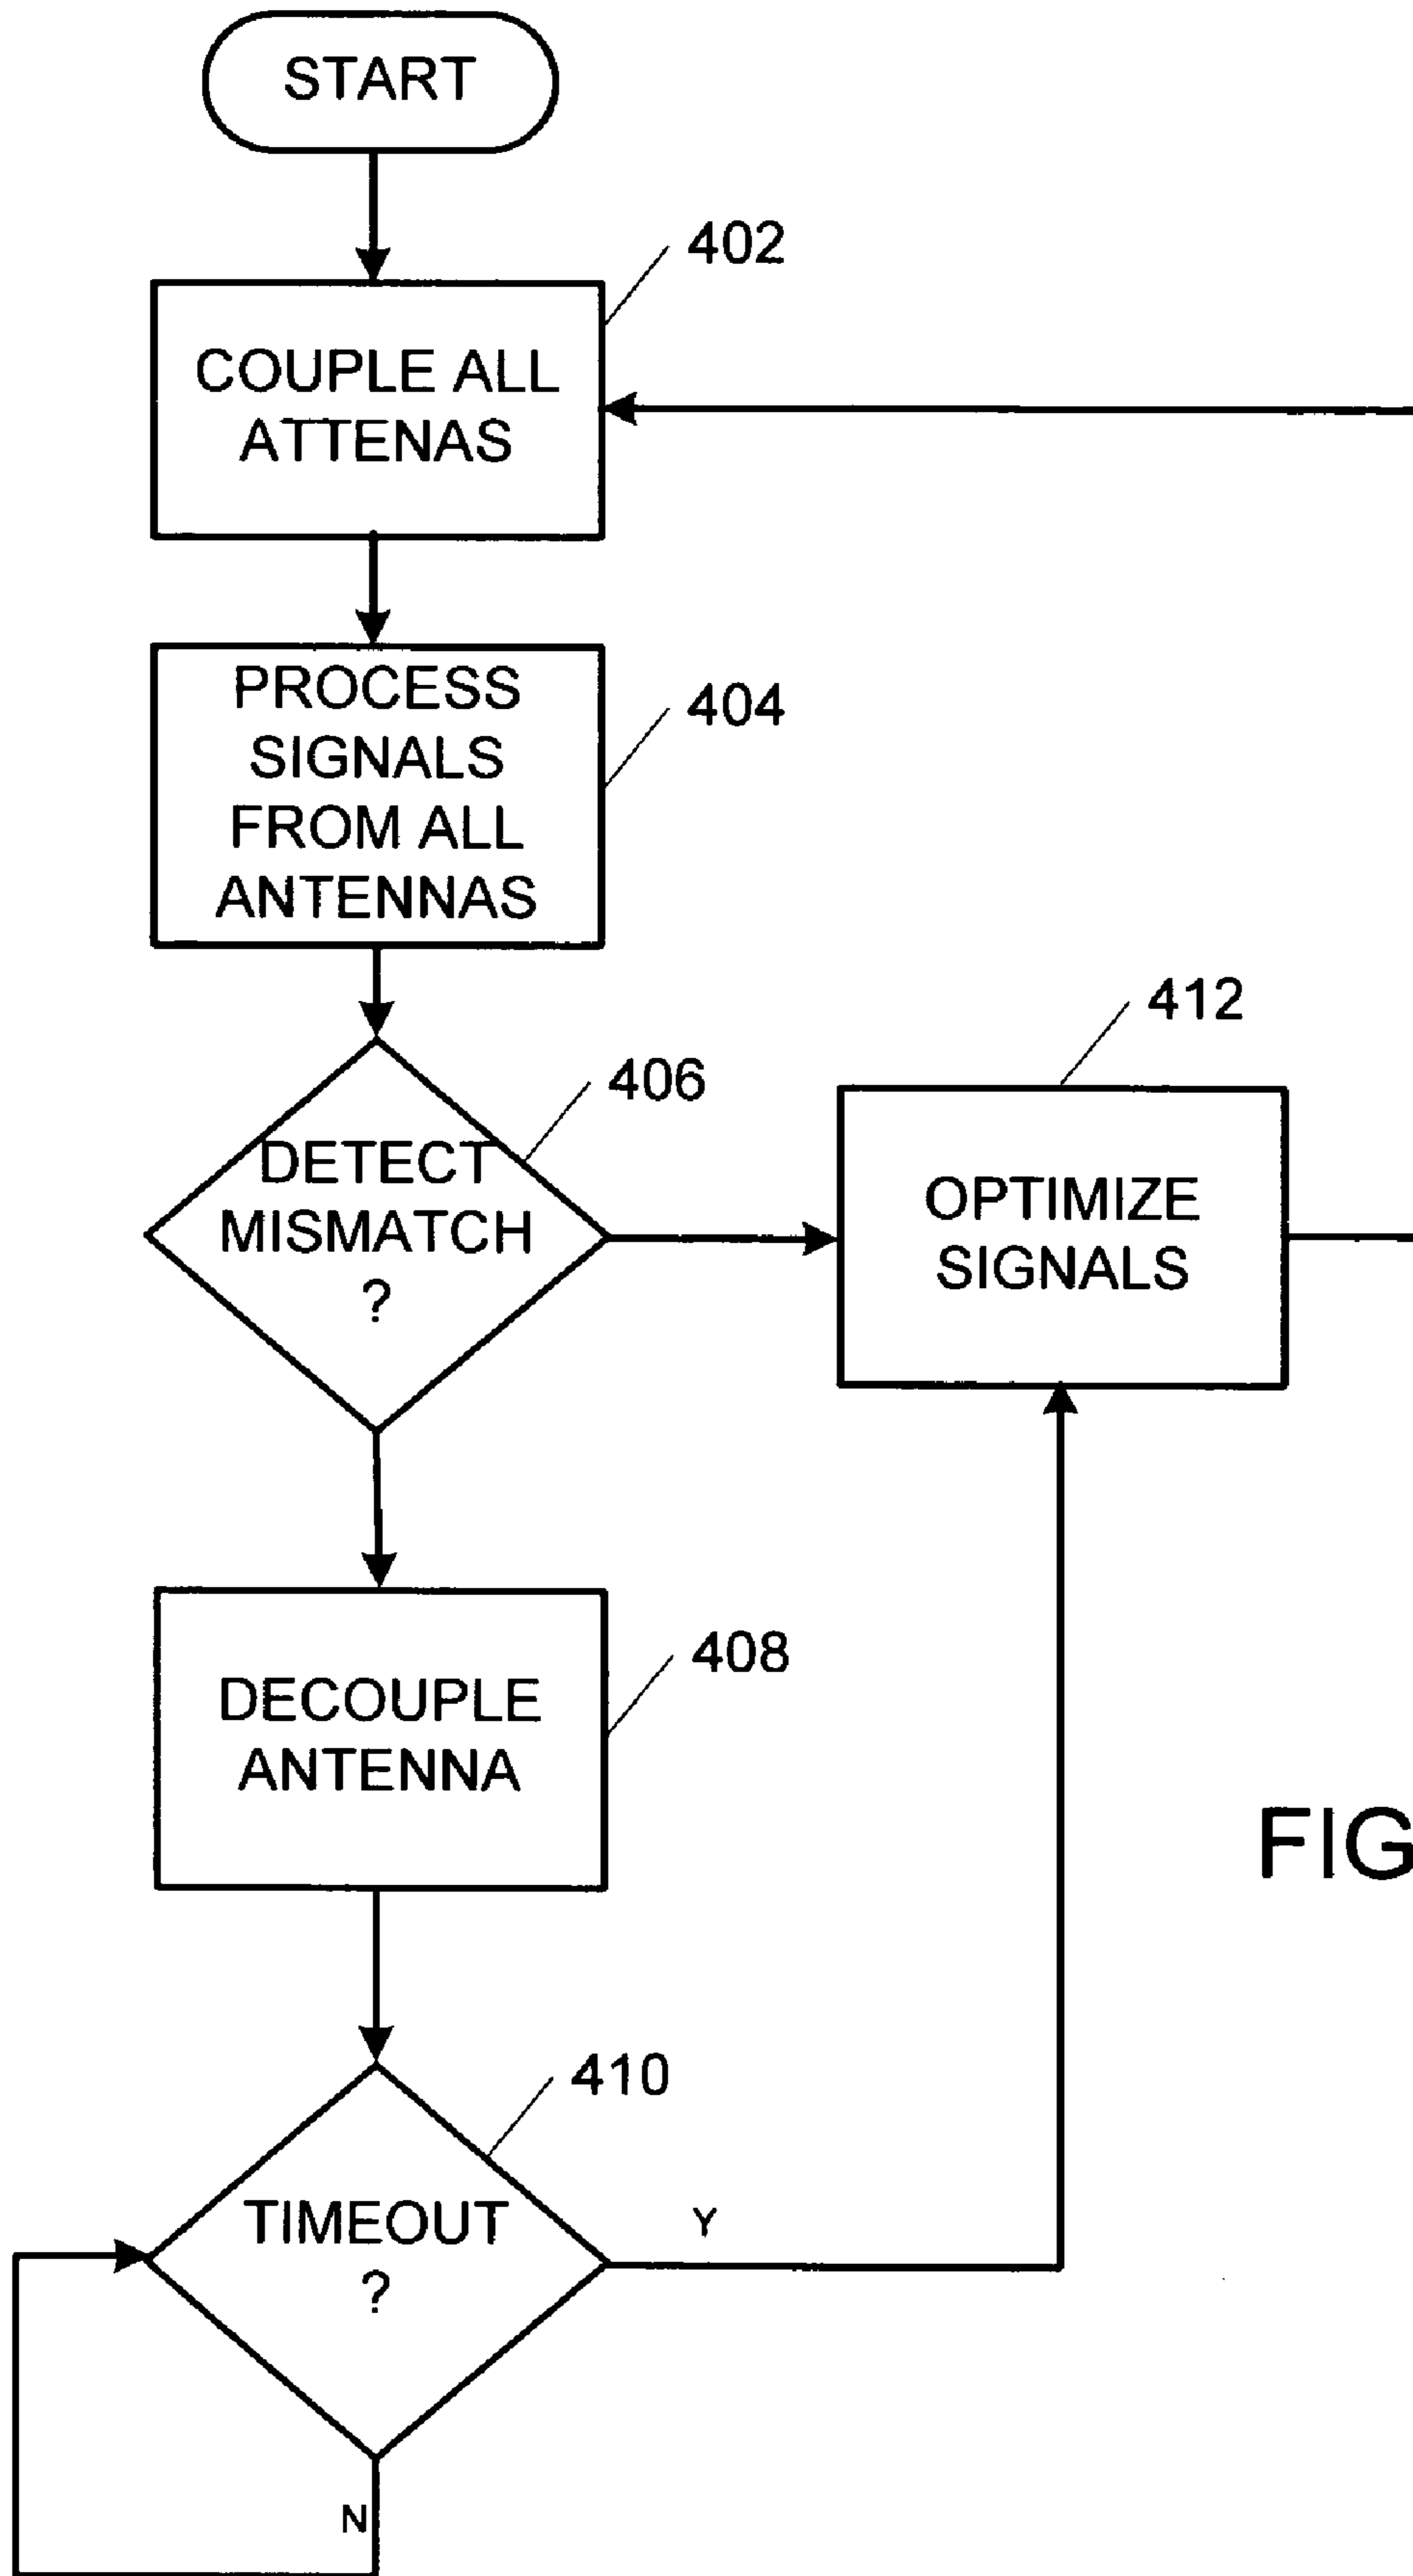 START
402
COUPLE ALL
ATTENAS
PROCESS
SIGNALS
FROM ALL
ANTENNAS
404
412
406
DETECT
MISMATCH
?
OPTIMIZE
SIGNALS
408
DECOUPLE
ANTENNA
FIG
410
TIMEOUT
?
Y
N